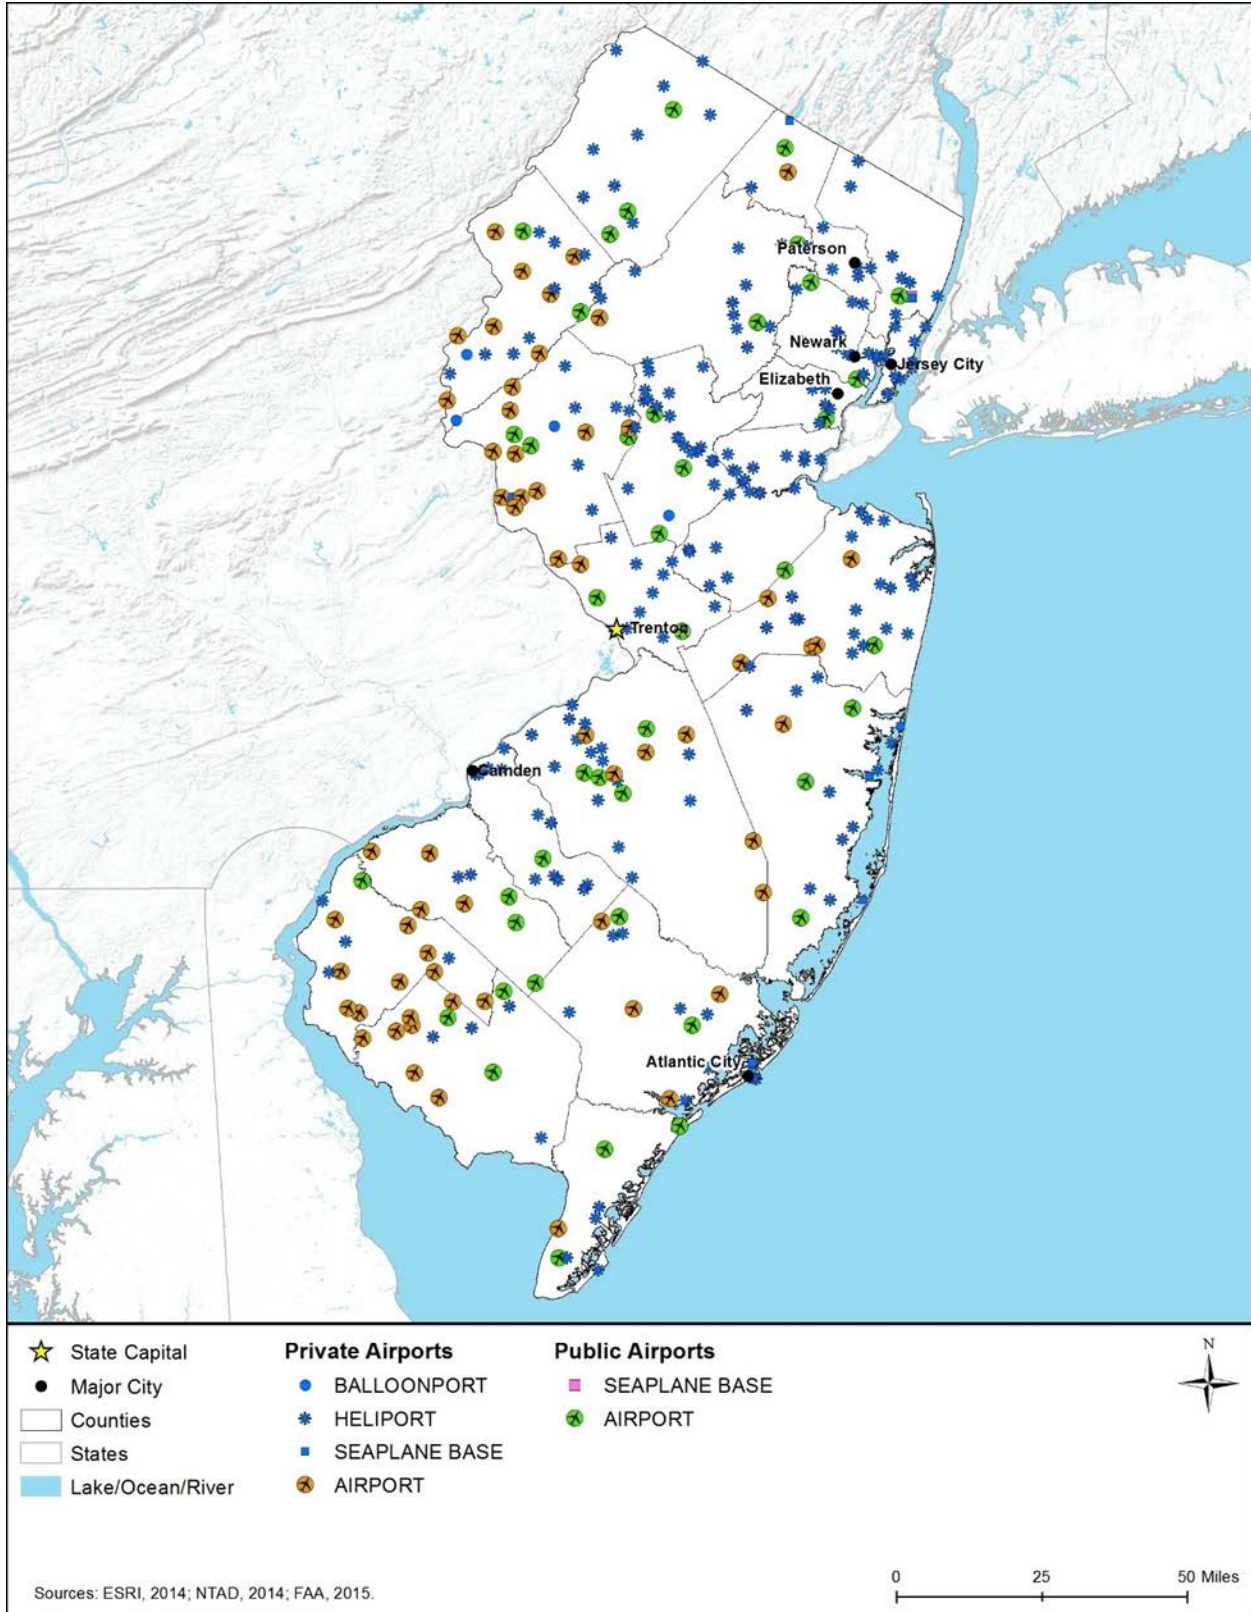 Paterson
Newark
Jersey City
Elizabeth
Trenton
Camden
Atlantic City
State Capital
Major City
Counties
States
Lake/Ocean/River
Private Airports
BALLOONPORT
HELIPORT
SEAPLANE BASE
AIRPORT
Public Airports
SEAPLANE BASE
AIRPORT
N
0 25 50 Miles
Sources: ESRI, 2014; NTAD, 2014; FAA, 2015.